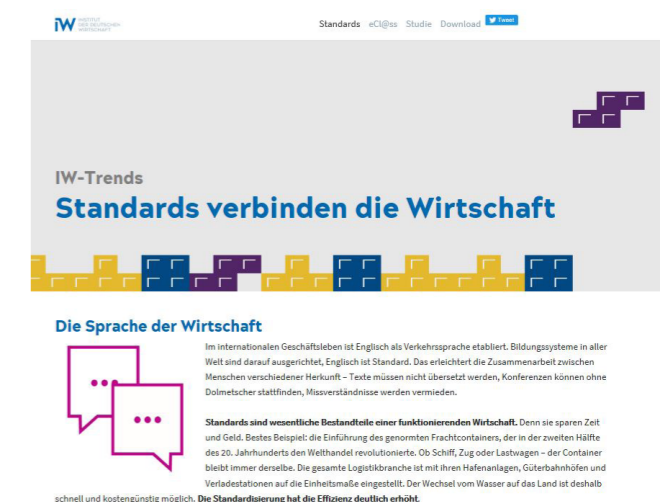 iW INSTITUT
DER DEUTSCHEN
WIRTSCHAFT
Standards eCl@ss Studie Download Tweet
IW-Trends
Standards verbinden die Wirtschaft
Die Sprache der Wirtschaft
Im internationalen Geschäftsleben ist Englisch als Verkehrssprache etabliert. Bildungssysteme in aller
Welt sind darauf ausgerichtet, Englisch ist Standard. Das erleichtert die Zusammenarbeit zwischen
Menschen verschiedener Herkunft – Texte müssen nicht übersetzt werden, Konferenzen können ohne
Dolmetscher stattfinden, Missverständnisse werden vermieden.
Standards sind wesentliche Bestandteile einer funktionierenden Wirtschaft. Denn sie sparen Zeit
und Geld. Bestes Beispiel: die Einführung des genormten Frachtcontainers, der in der zweiten Hälfte
des 20. Jahrhunderts den Welthandel revolutionierte. Ob Schiff, Zug oder Lastwagen – der Container
bleibt immer derselbe. Die gesamte Logistikbranche ist mit ihren Hafenanlagen, Güterbahnhöfen und
Verladestationen auf die Einheitsmaße eingestellt. Der Wechsel vom Wasser auf das Land ist deshalb
schnell und kostengünstig möglich. Die Standardisierung hat die Effizienz deutlich erhöht.